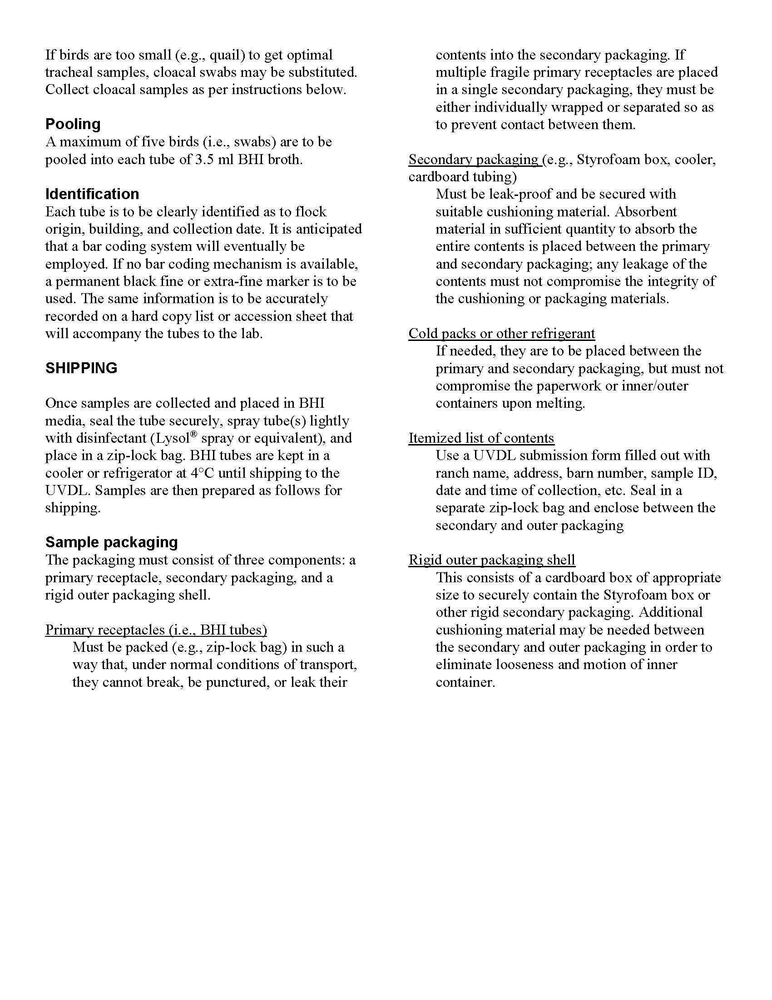 If birds are too small (e.g., quail) to get optimal
tracheal samples, cloacal swabs may be substituted.
Collect cloacal samples as per instructions below.
Pooling
A maximum of five birds (i.e., swabs) are to be
pooled into each tube of 3.5 ml BHI broth.
Identification
Each tube is to be clearly identified as to flock
origin, building, and collection date. It is anticipated
that a bar coding system will eventually be
employed. If no bar coding mechanism is available,
a permanent black fine or extra-fine marker is to be
used. The same information is to be accurately
recorded on a hard copy list or accession sheet that
will accompany the tubes to the lab.
SHIPPING
Once samples are collected and placed in BHI
media, seal the tube securely, spray tube(s) lightly
with disinfectant (Lysol® spray or equivalent), and
place in a zip-lock bag. BHI tubes are kept in a
cooler or refrigerator at 4°C until shipping to the
UVDL. Samples are then prepared as follows for
shipping.
Sample packaging
The packaging must consist of three components: a
primary receptacle, secondary packaging, and a
rigid outer packaging shell.
Primary receptacles (i.e., BHI tubes)
Must be packed (e.g., zip-lock bag) in such a
way that, under normal conditions of transport,
they cannot break, be punctured, or leak their
contents into the secondary packaging. If
multiple fragile primary receptacles are placed
in a single secondary packaging, they must be
either individually wrapped or separated so as
to prevent contact between them.
Secondary packaging (e.g., Styrofoam box, cooler,
cardboard tubing)
Must be leak-proof and be secured with
suitable cushioning material. Absorbent
material in sufficient quantity to absorb the
entire contents is placed between the primary
and secondary packaging; any leakage of the
contents must not compromise the integrity of
the cushioning or packaging materials.
Cold packs or other refrigerant
If needed, they are to be placed between the
primary and secondary packaging, but must not
compromise the paperwork or inner/outer
containers upon melting.
Itemized list of contents
Use a UVDL submission form filled out with
ranch name, address, barn number, sample ID,
date and time of collection, etc. Seal in a
separate zip-lock bag and enclose between the
secondary and outer packaging
Rigid outer packaging shell
This consists of a cardboard box of appropriate
size to securely contain the Styrofoam box or
other rigid secondary packaging. Additional
cushioning material may be needed between
the secondary and outer packaging in order to
eliminate looseness and motion of inner
container.